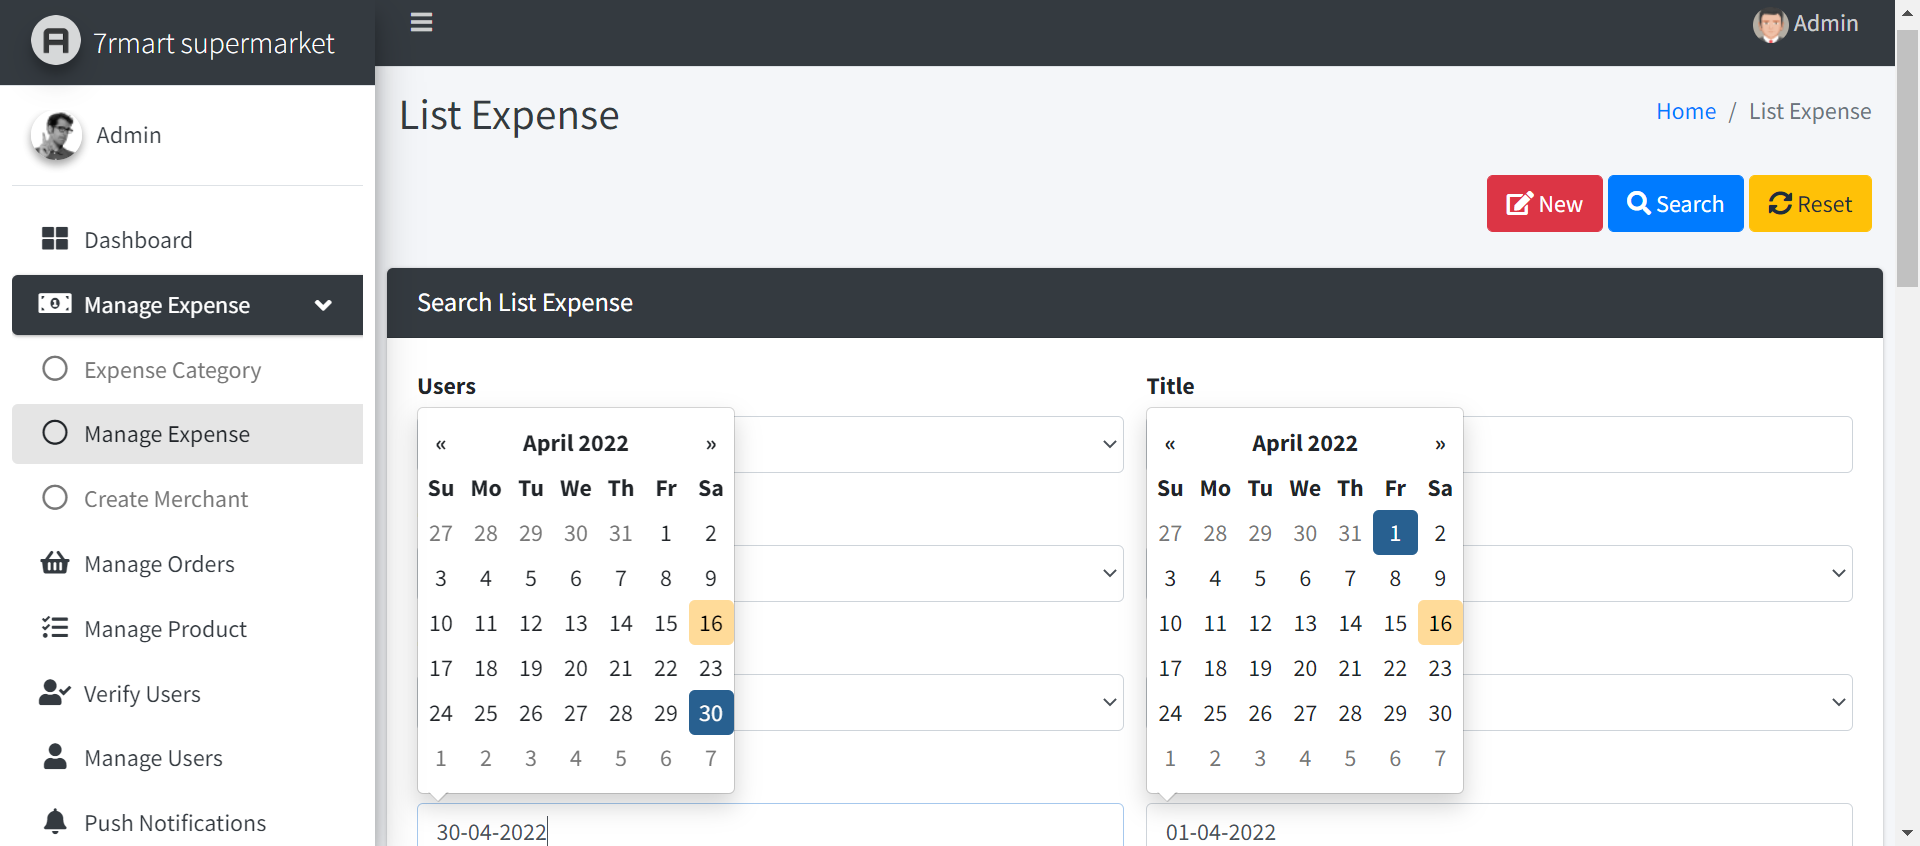 7rmart supermarket
Admin
Admin
Dashboard
Manage Expense
Expense Category
Manage Expense
Create Merchant
Manage Orders
Manage Product
Verify Users
Manage Users
Push Notifications
List Expense
Home / List Expense
New Search Reset
Search List Expense
Users
« April 2022 »
Su Mo Tu We Th Fr Sa
27 28 29 30 31 1 2
3 4 5 6 7 8 9
10 11 12 13 14 15 16
17 18 19 20 21 22 23
24 25 26 27 28 29 30
1 2 3 4 5 6 7
30-04-2022
Title
« April 2022 »
Su Mo Tu We Th Fr Sa
27 28 29 30 31 1 2
3 4 5 6 7 8 9
10 11 12 13 14 15 16
17 18 19 20 21 22 23
24 25 26 27 28 29 30
1 2 3 4 5 6 7
01-04-2022